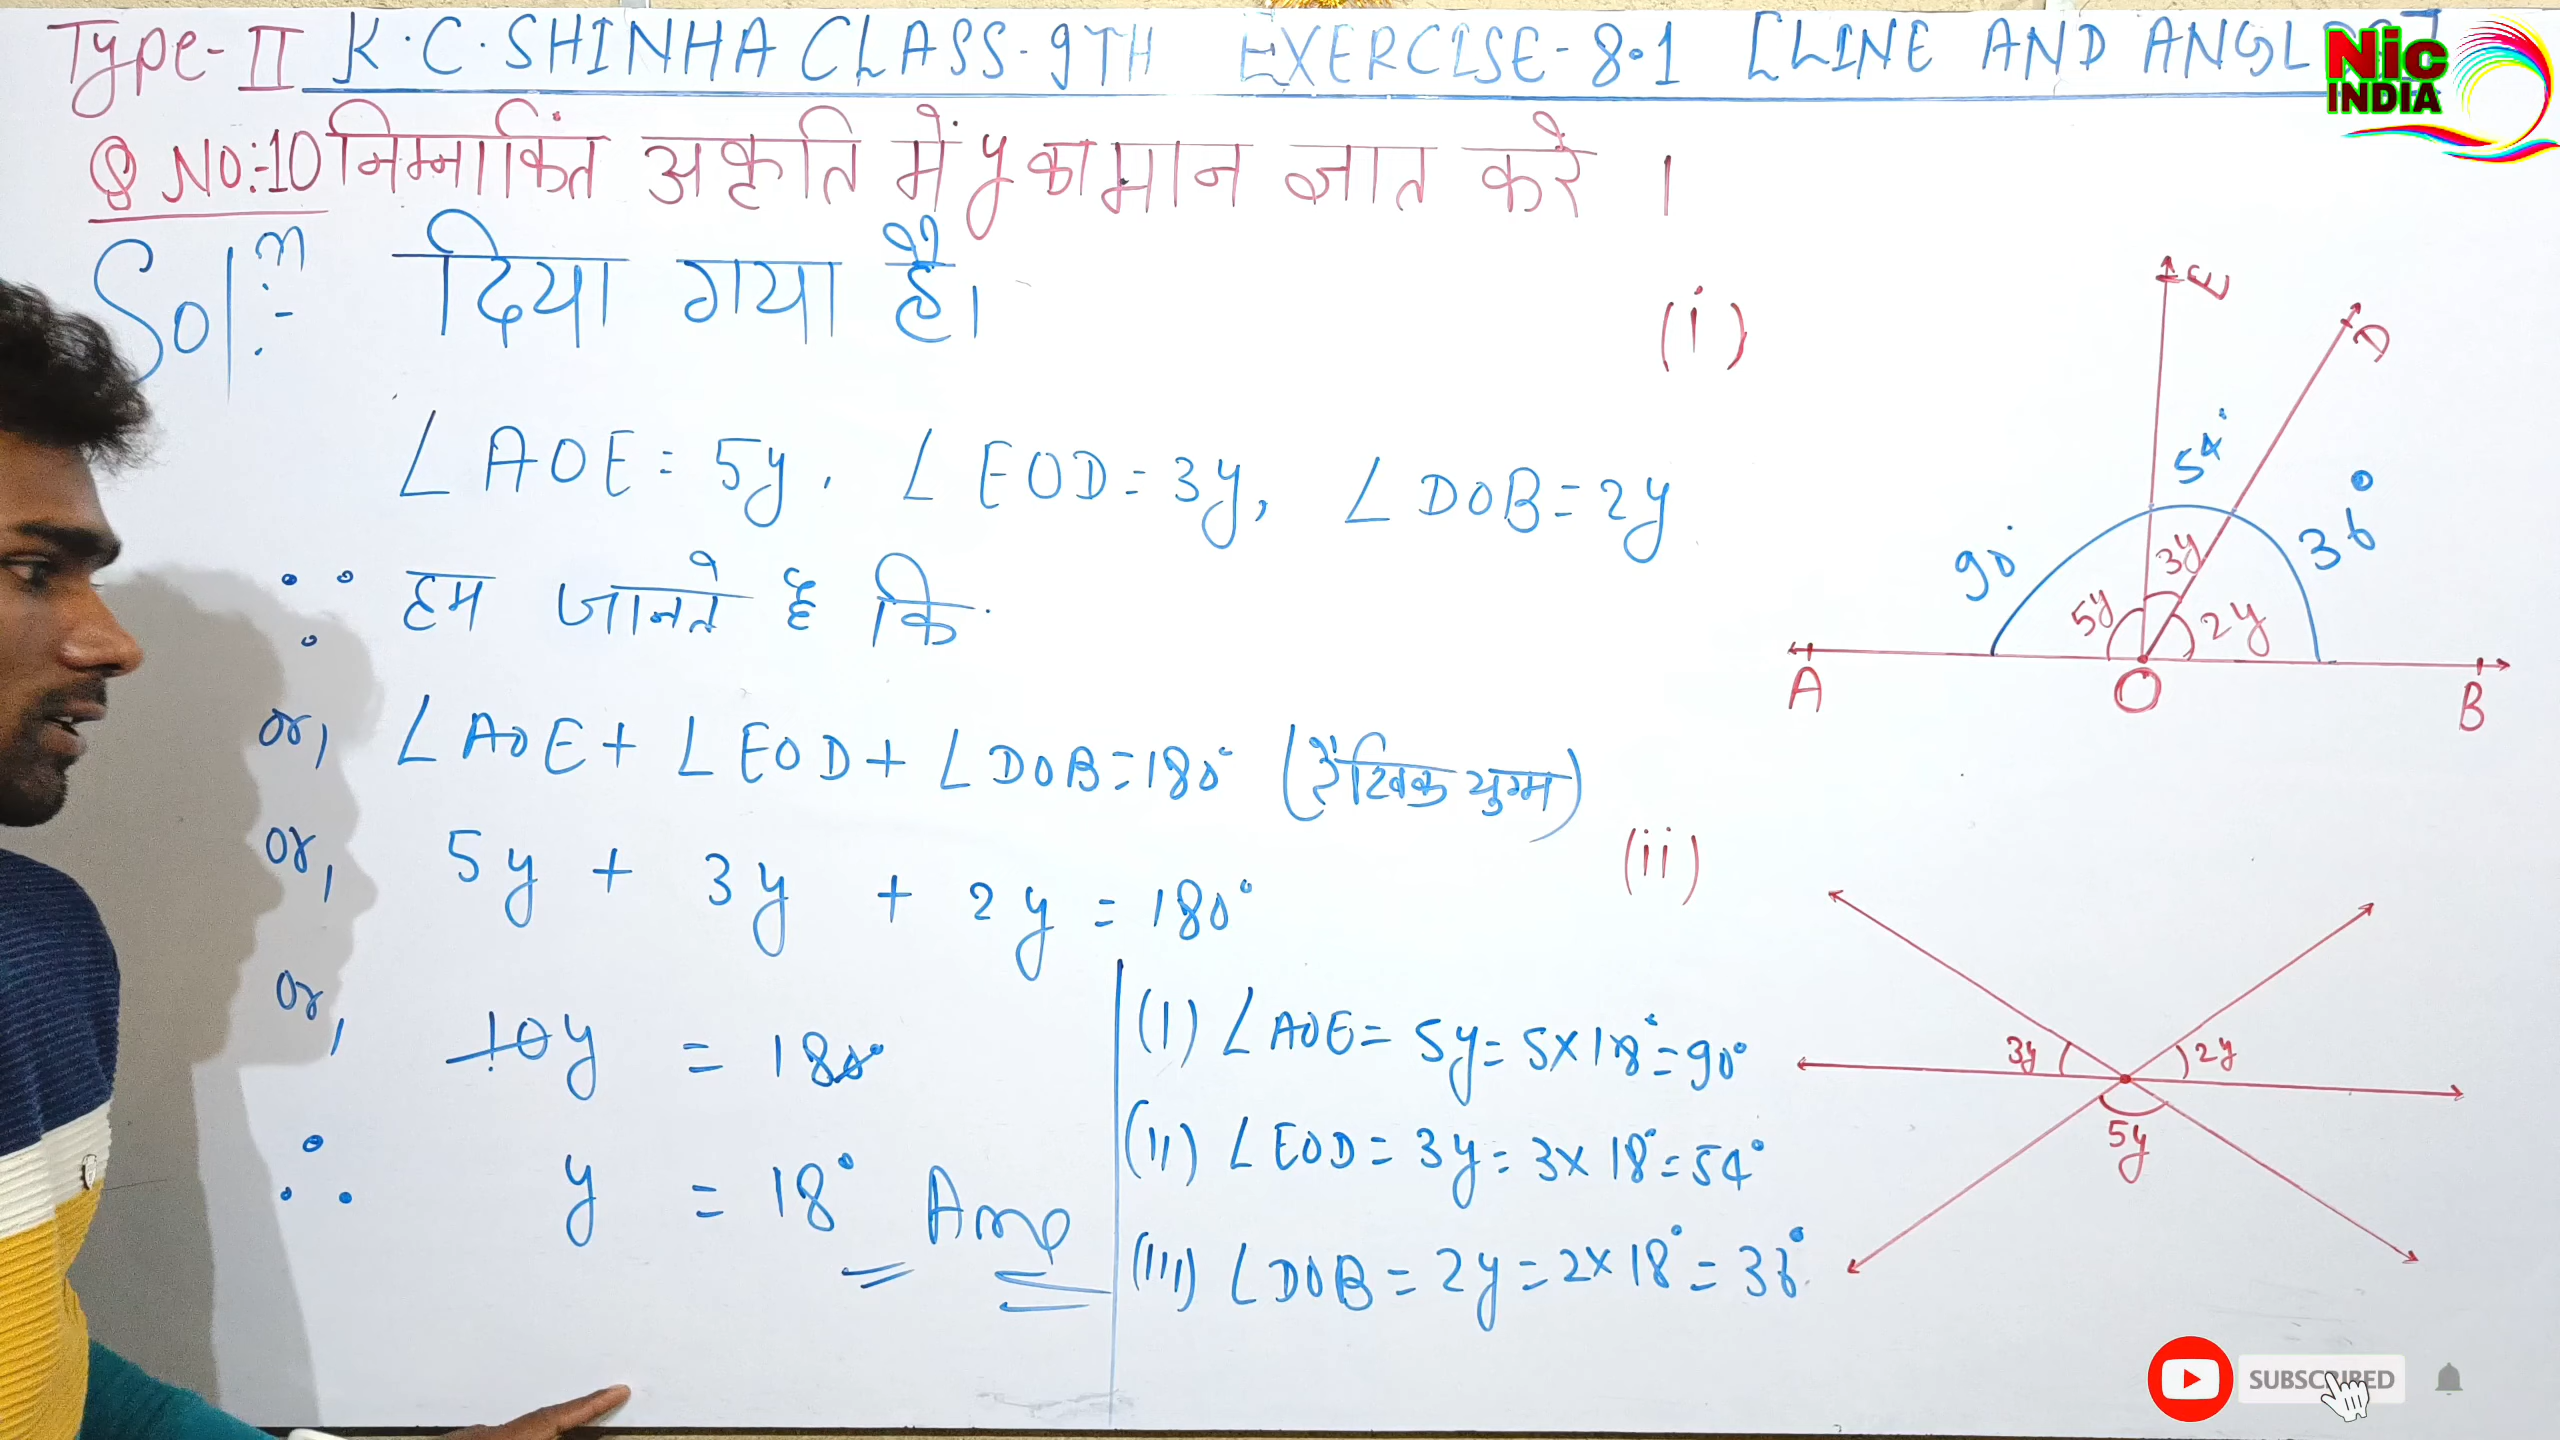 Type-II K.C.SHINHA CLASS-9TH EXERCISE-8.1 [LINE AND ANGL
Nic
INDIA
Q NO:-10 निम्नांकित अकृति में y का मान ज्ञात करे ।
Solⁿ:- दिया गया है।
∠AOE = 5y, ∠EOD = 3y, ∠DOB = 2y
∵ हम जानते है कि
or, ∠AOE + ∠EOD + ∠DOB = 180° (रैखिक युग्म)
or, 5y + 3y + 2y = 180°
or, 10y = 180°
∴ y = 18° Ans
(I) ∠AOE = 5y = 5×18° = 90°
(II) ∠EOD = 3y = 3×18° = 54°
(III) ∠DOB = 2y = 2×18° = 36°
(i)
E
D
54°
90°
36°
3y
5y
2y
A
O
B
(ii)
3y
2y
5y
SUBSCRIBED